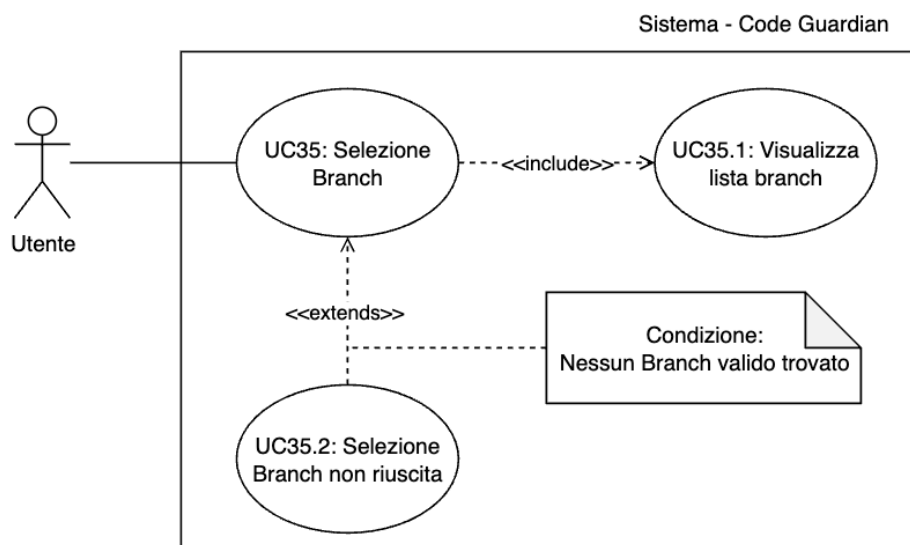 Sistema - Code Guardian
UC35: Selezione
Branch
<<include>>
UC35.1: Visualizza
lista branch
Utente
<<extends>>
Condizione:
Nessun Branch valido trovato
UC35.2: Selezione
Branch non riuscita